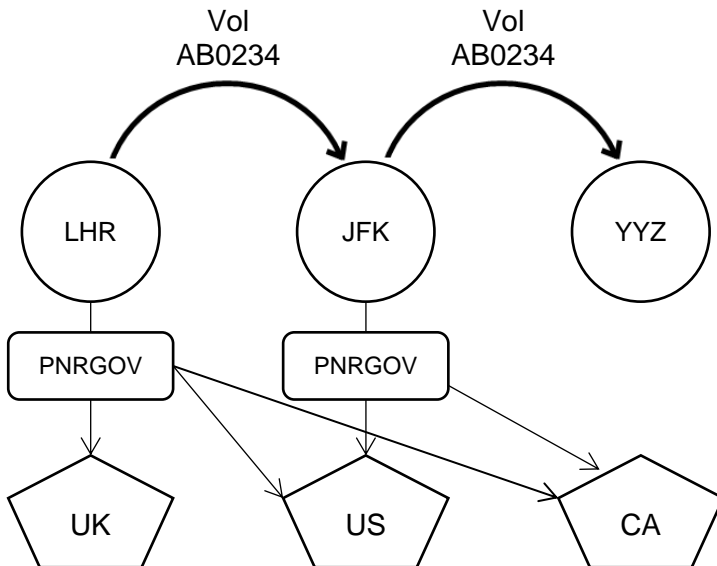 Vol
AB0234
Vol
AB0234
LHR
JFK
YYZ
PNRGOV
PNRGOV
UK
US
CA